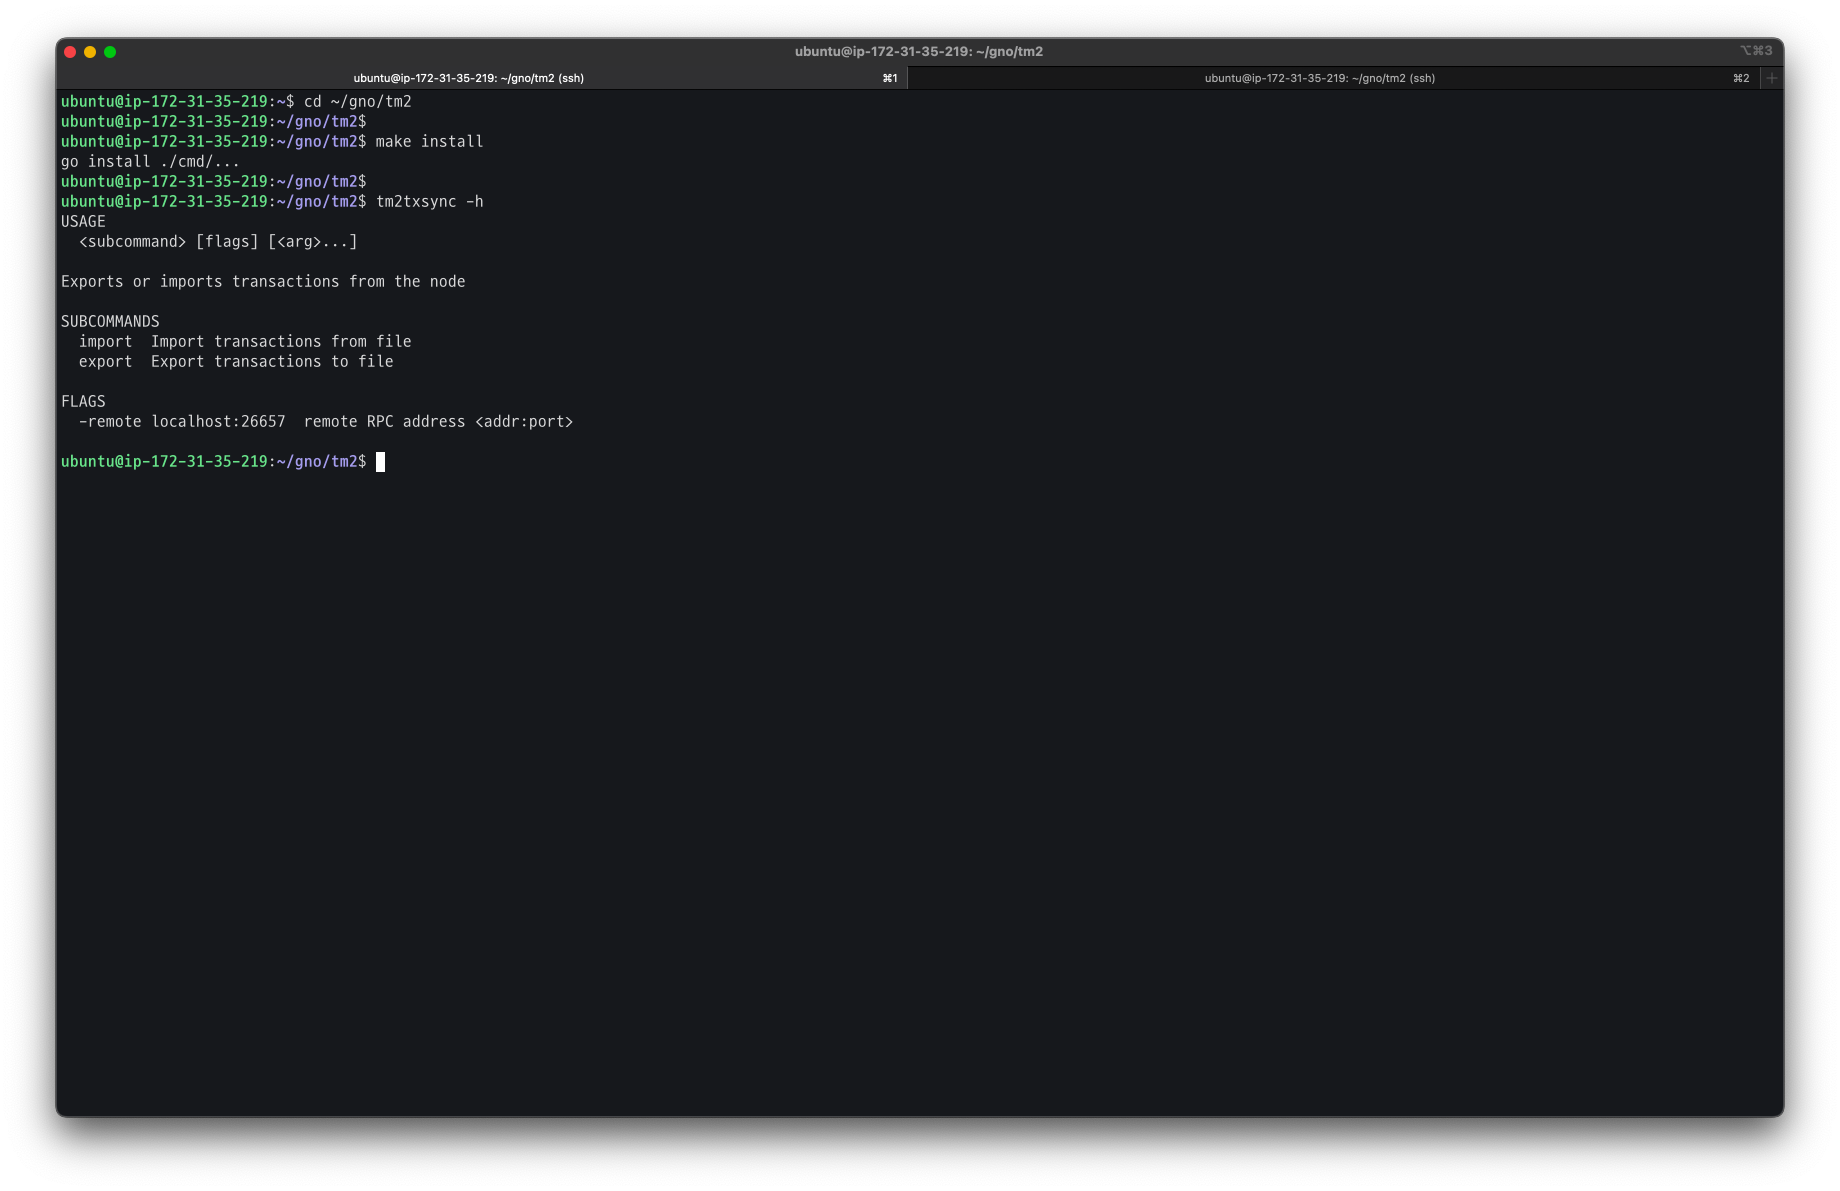 ubuntu@ip-172-31-35-219: ~/gno/tm2
⌥⌘3
ubuntu@ip-172-31-35-219: ~/gno/tm2 (ssh)
⌘1
ubuntu@ip-172-31-35-219: ~/gno/tm2 (ssh)
⌘2
ubuntu@ip-172-31-35-219:~$ cd ~/gno/tm2
ubuntu@ip-172-31-35-219:~/gno/tm2$
ubuntu@ip-172-31-35-219:~/gno/tm2$ make install
go install ./cmd/...
ubuntu@ip-172-31-35-219:~/gno/tm2$
ubuntu@ip-172-31-35-219:~/gno/tm2$ tm2txsync -h
USAGE
  <subcommand> [flags] [<arg>...]

Exports or imports transactions from the node

SUBCOMMANDS
  import  Import transactions from file
  export  Export transactions to file

FLAGS
  -remote localhost:26657  remote RPC address <addr:port>

ubuntu@ip-172-31-35-219:~/gno/tm2$